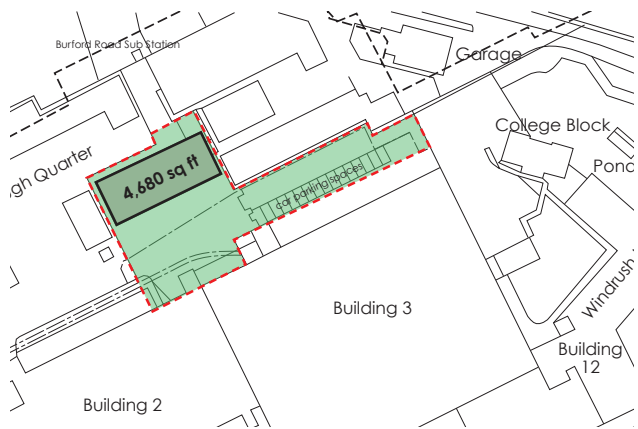 Burford Road Sub Station
Garage
College Block
Pond
gh Quarter
4,680 sq ft
car parking spaces
Windrush
Building 3
Building
12
Building 2